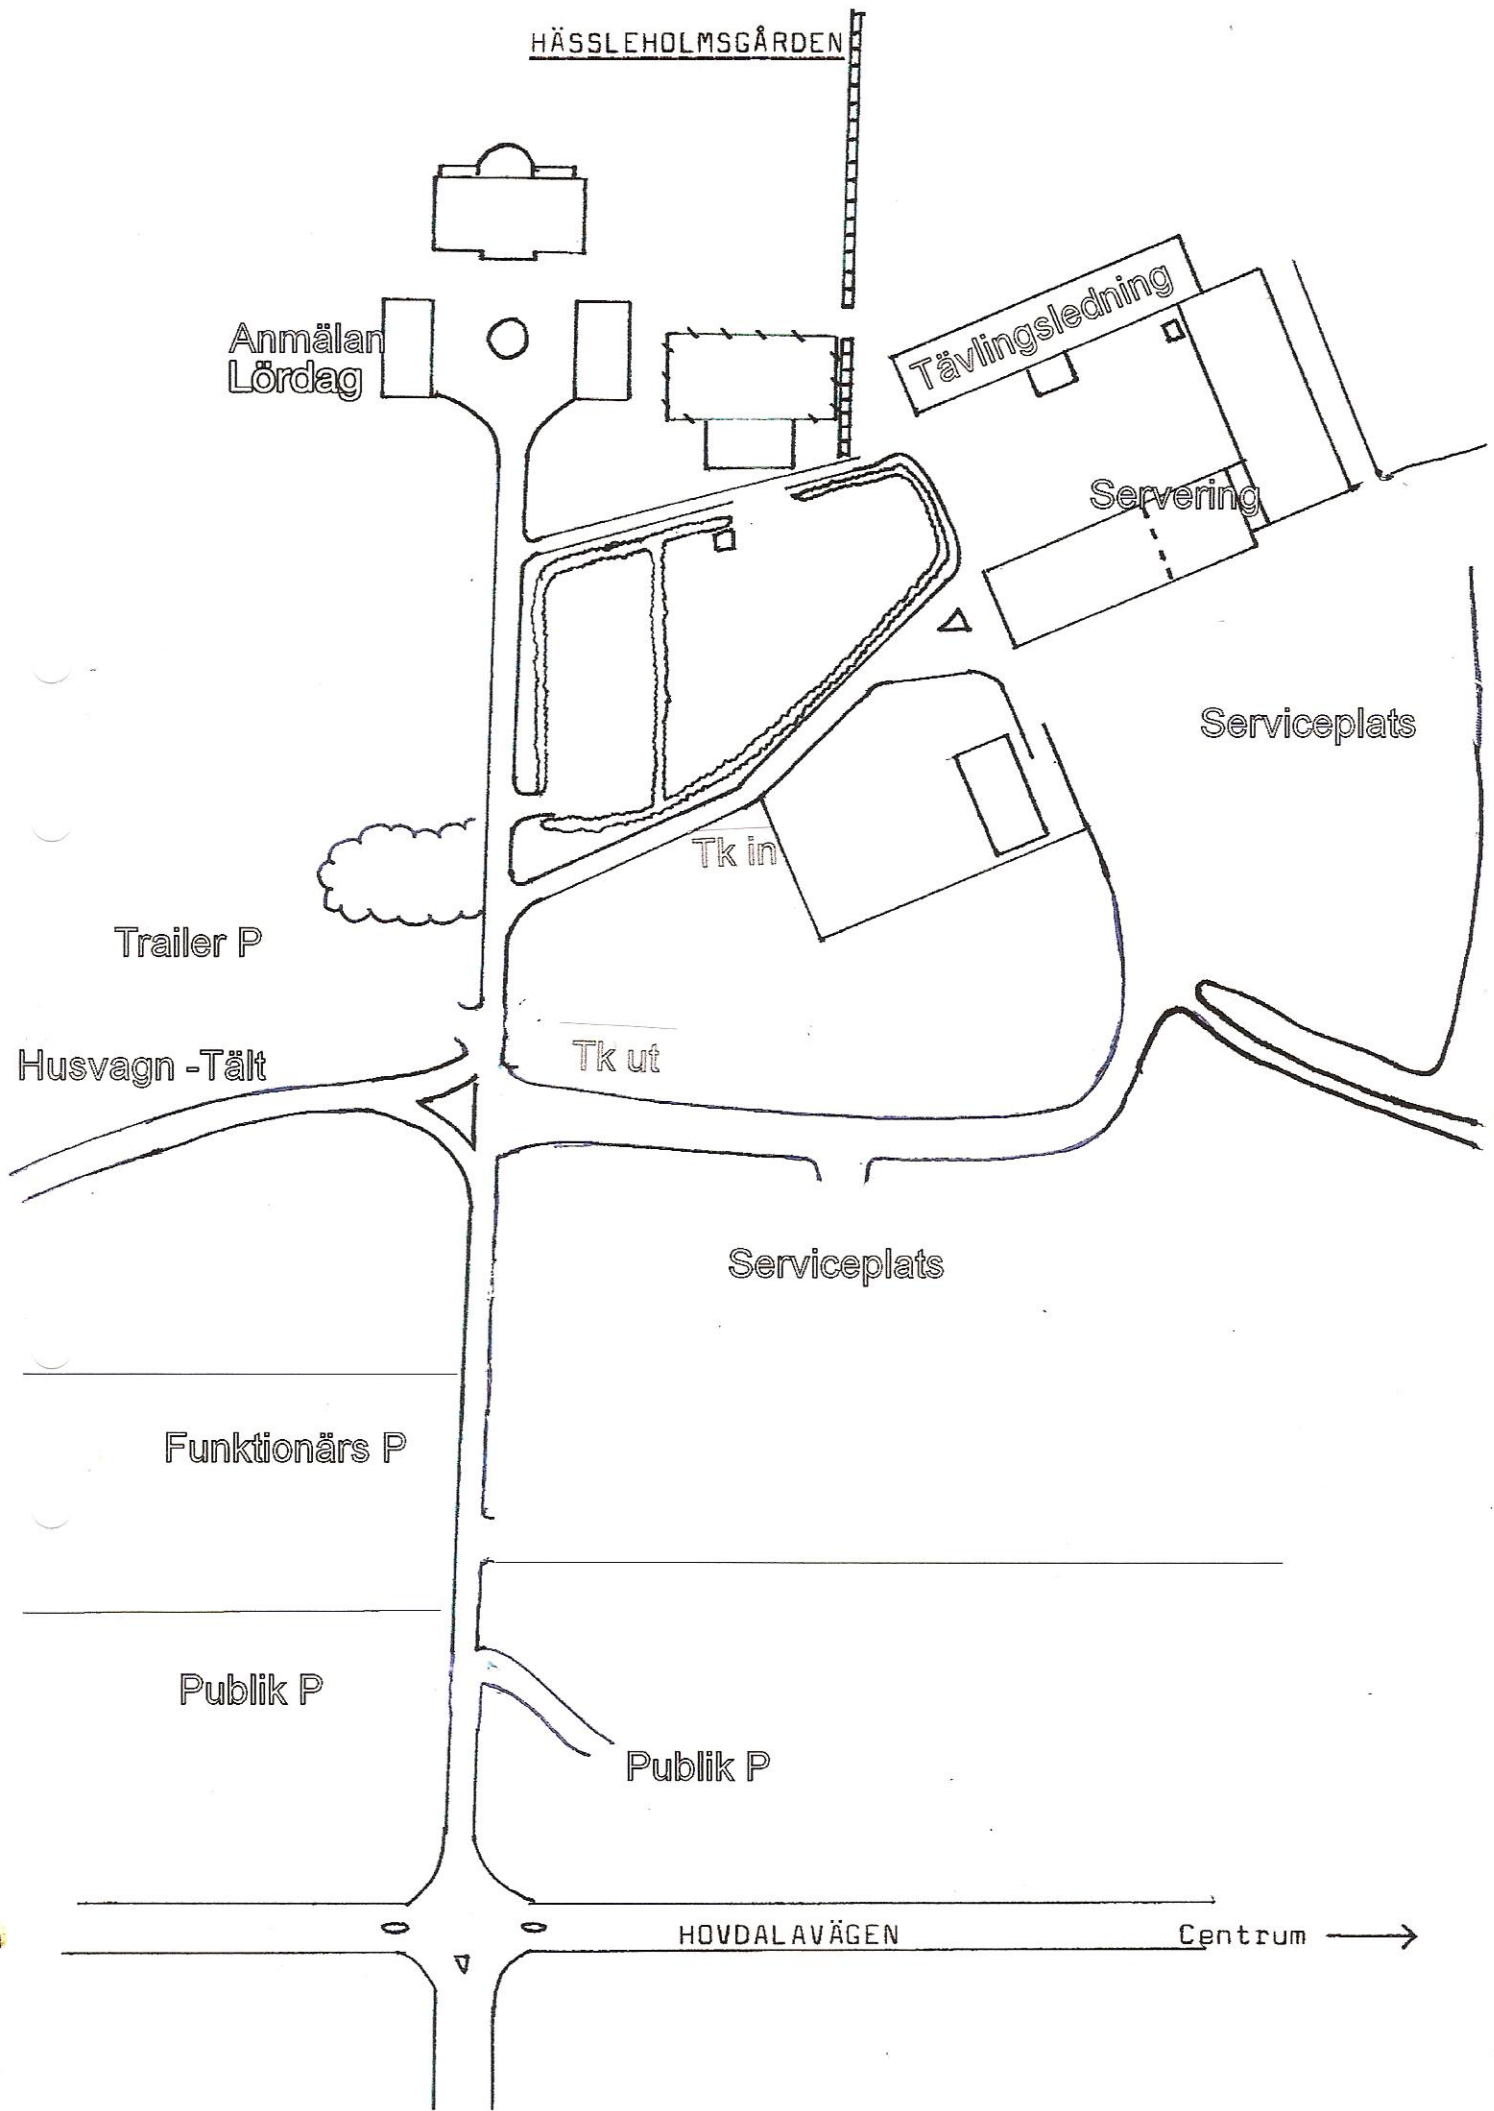 HÄSSLEHOLMSGÅRDEN
Tävlingsledning
Anmälan
Lördag
Servering
Serviceplats
Tk in
Trailer P
Tk ut
Husvagn -Tält
Serviceplats
Funktionärs P
Publik P
Publik P
HOVDALAVÄGEN
Centrum